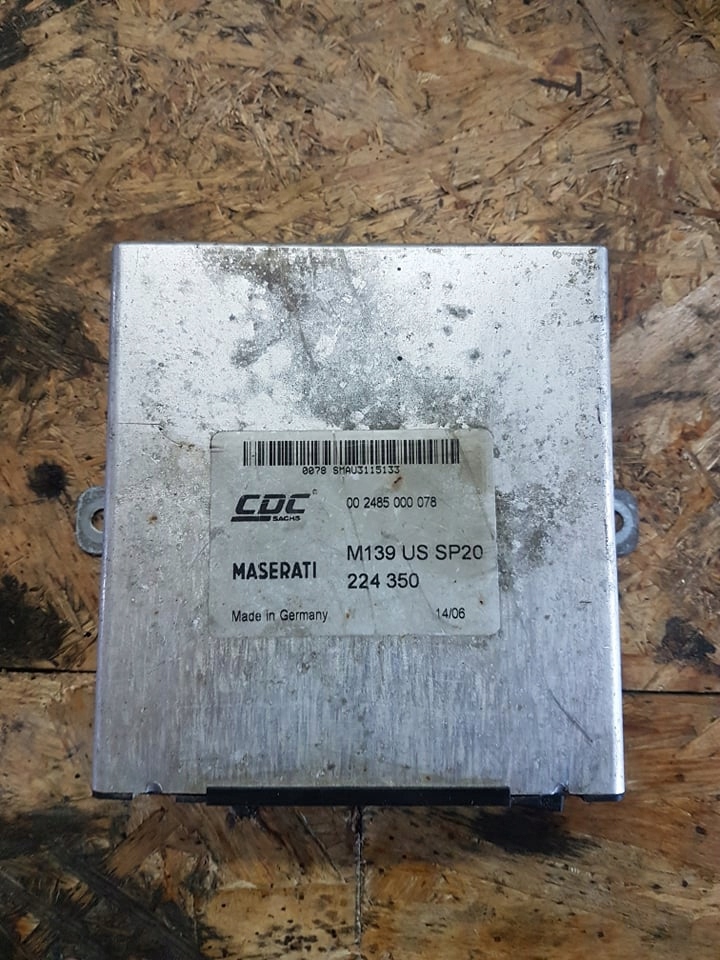 0078 SMAU3115133
CDC® 00 2485 000 078
SACHS
M139 US SP20
MASERATI 224 350
Made in Germany 14/06